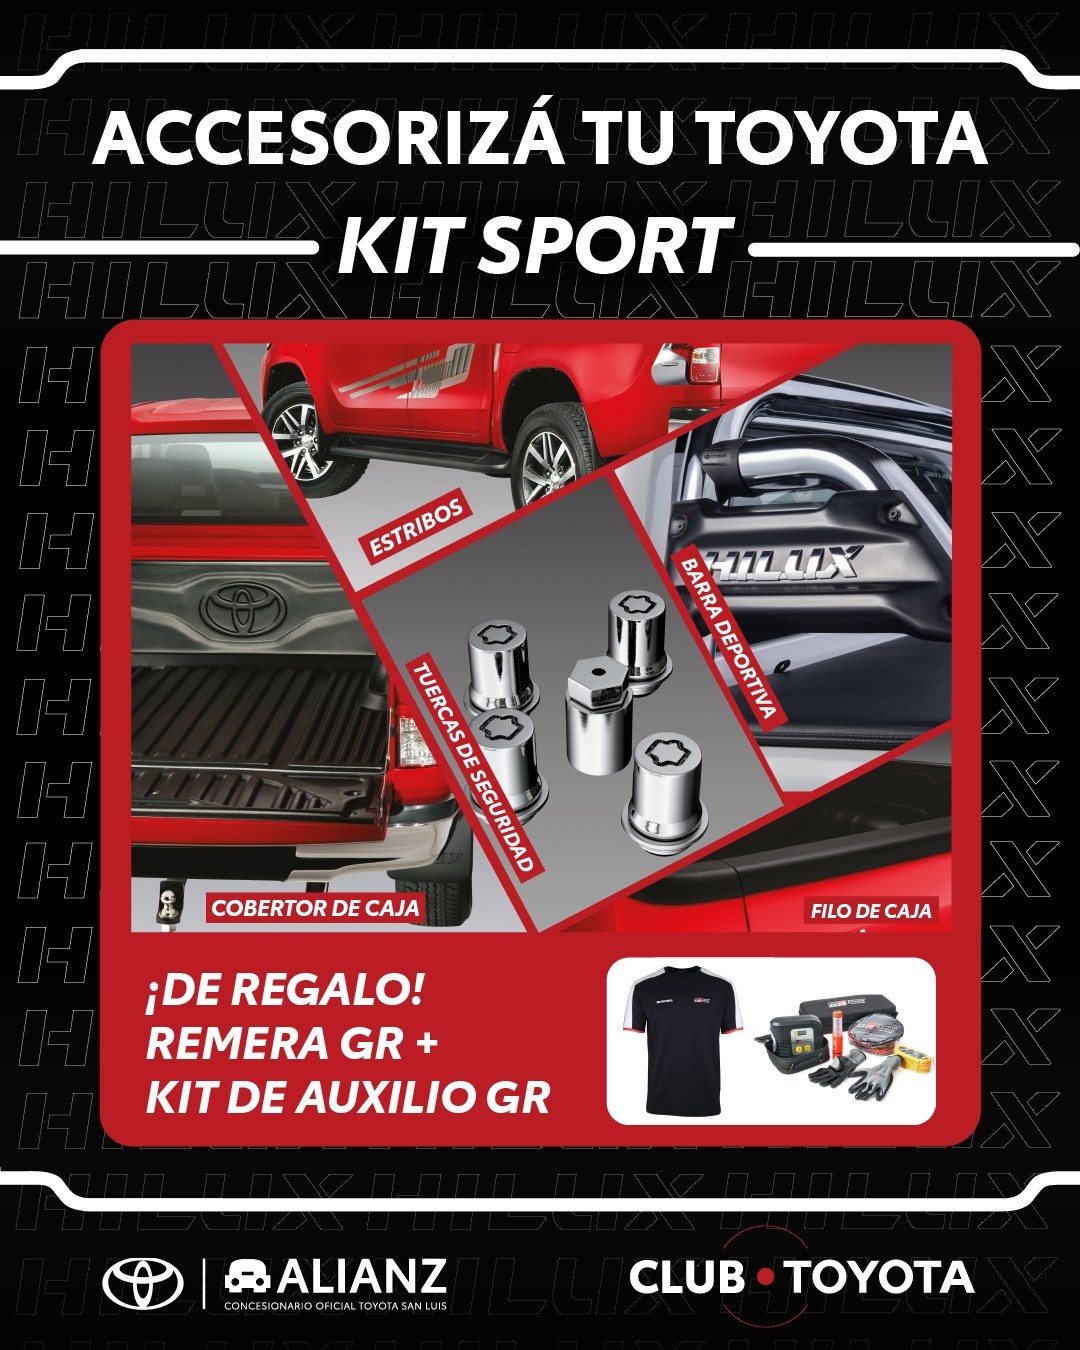 ACCESORIZÁ TU TOYOTA
KIT SPORT
ESTRIBOS
HILUX
BARRA DEPORTIVA
TUERCAS DE SEGURIDAD
COBERTOR DE CAJA
FILO DE CAJA
¡DE REGALO!
REMERA GR +
KIT DE AUXILIO GR
ALIANZ
CONCESIONARIO OFICIAL TOYOTA SAN LUIS
CLUB TOYOTA